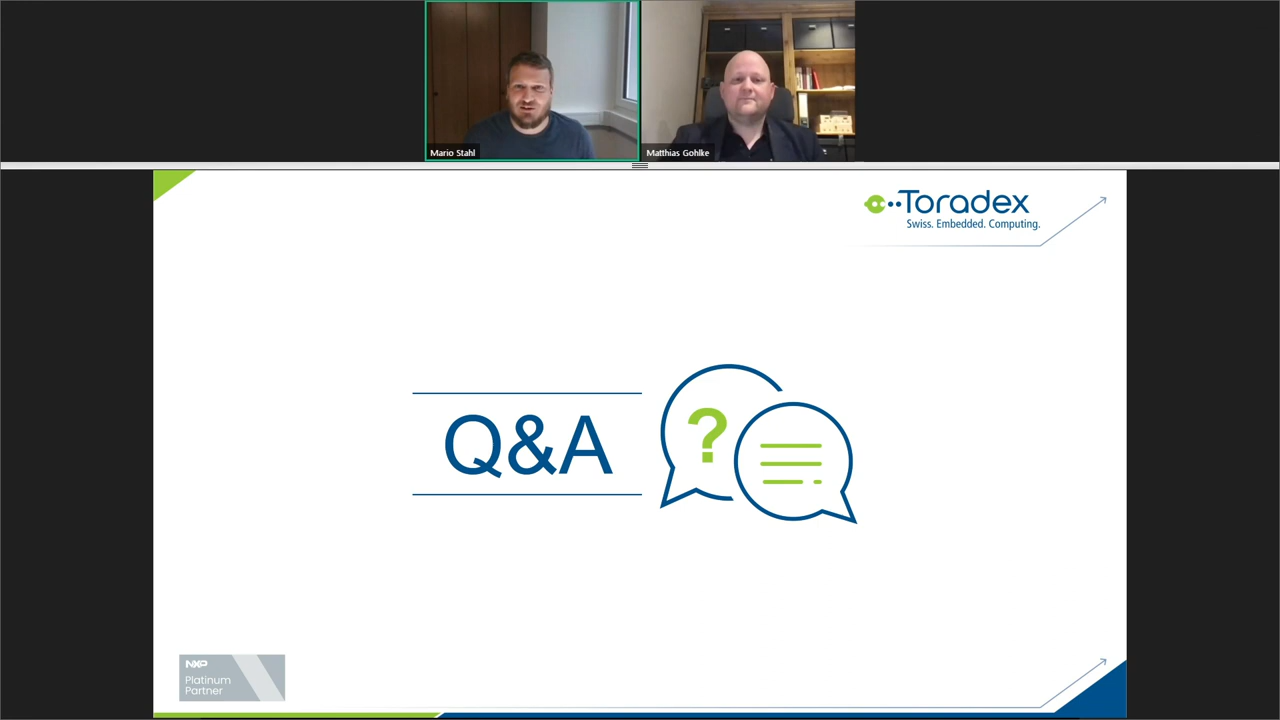 Mario Stahl
Matthias Gohlke
Toradex
Swiss. Embedded. Computing.
Q&A
?
NXP
Platinum
Partner